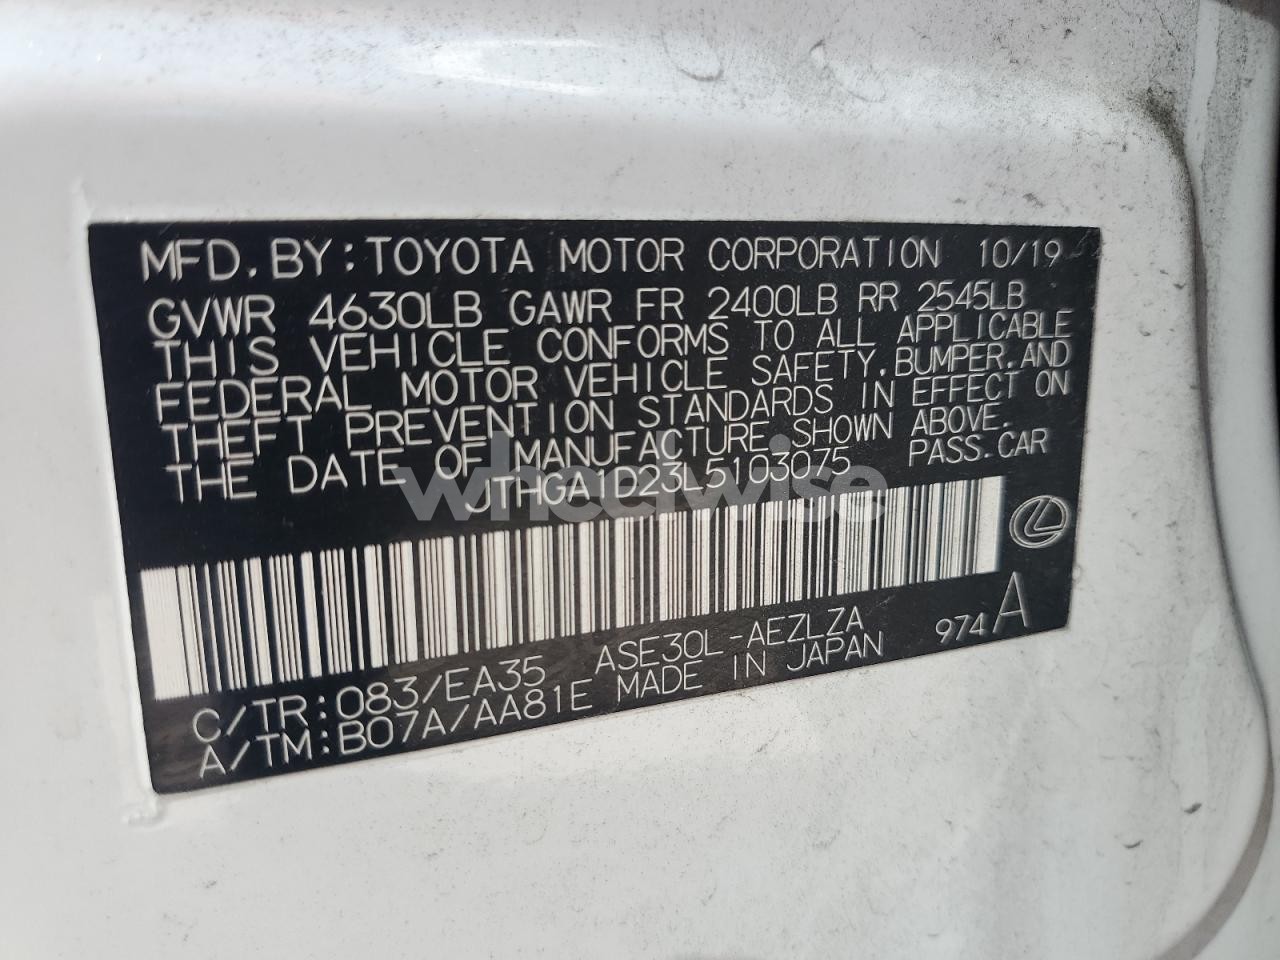 MFD. BY: TOYOTA MOTOR CORPORATION 10/19
GVWR 4630LB GAWR FR 2400LB RR 2545LB
THIS VEHICLE CONFORMS TO ALL APPLICABLE
FEDERAL MOTOR VEHICLE SAFETY, BUMPER, AND
THEFT PREVENTION STANDARDS IN EFFECT ON
THE DATE OF MANUFACTURE SHOWN ABOVE.
JTHGA1D23L5103075 PASS. CAR
wheelwise
C/TR: 083/EA35 ASE30L-AEZLZA 974 A
A/TM: B07A/AA81E MADE IN JAPAN